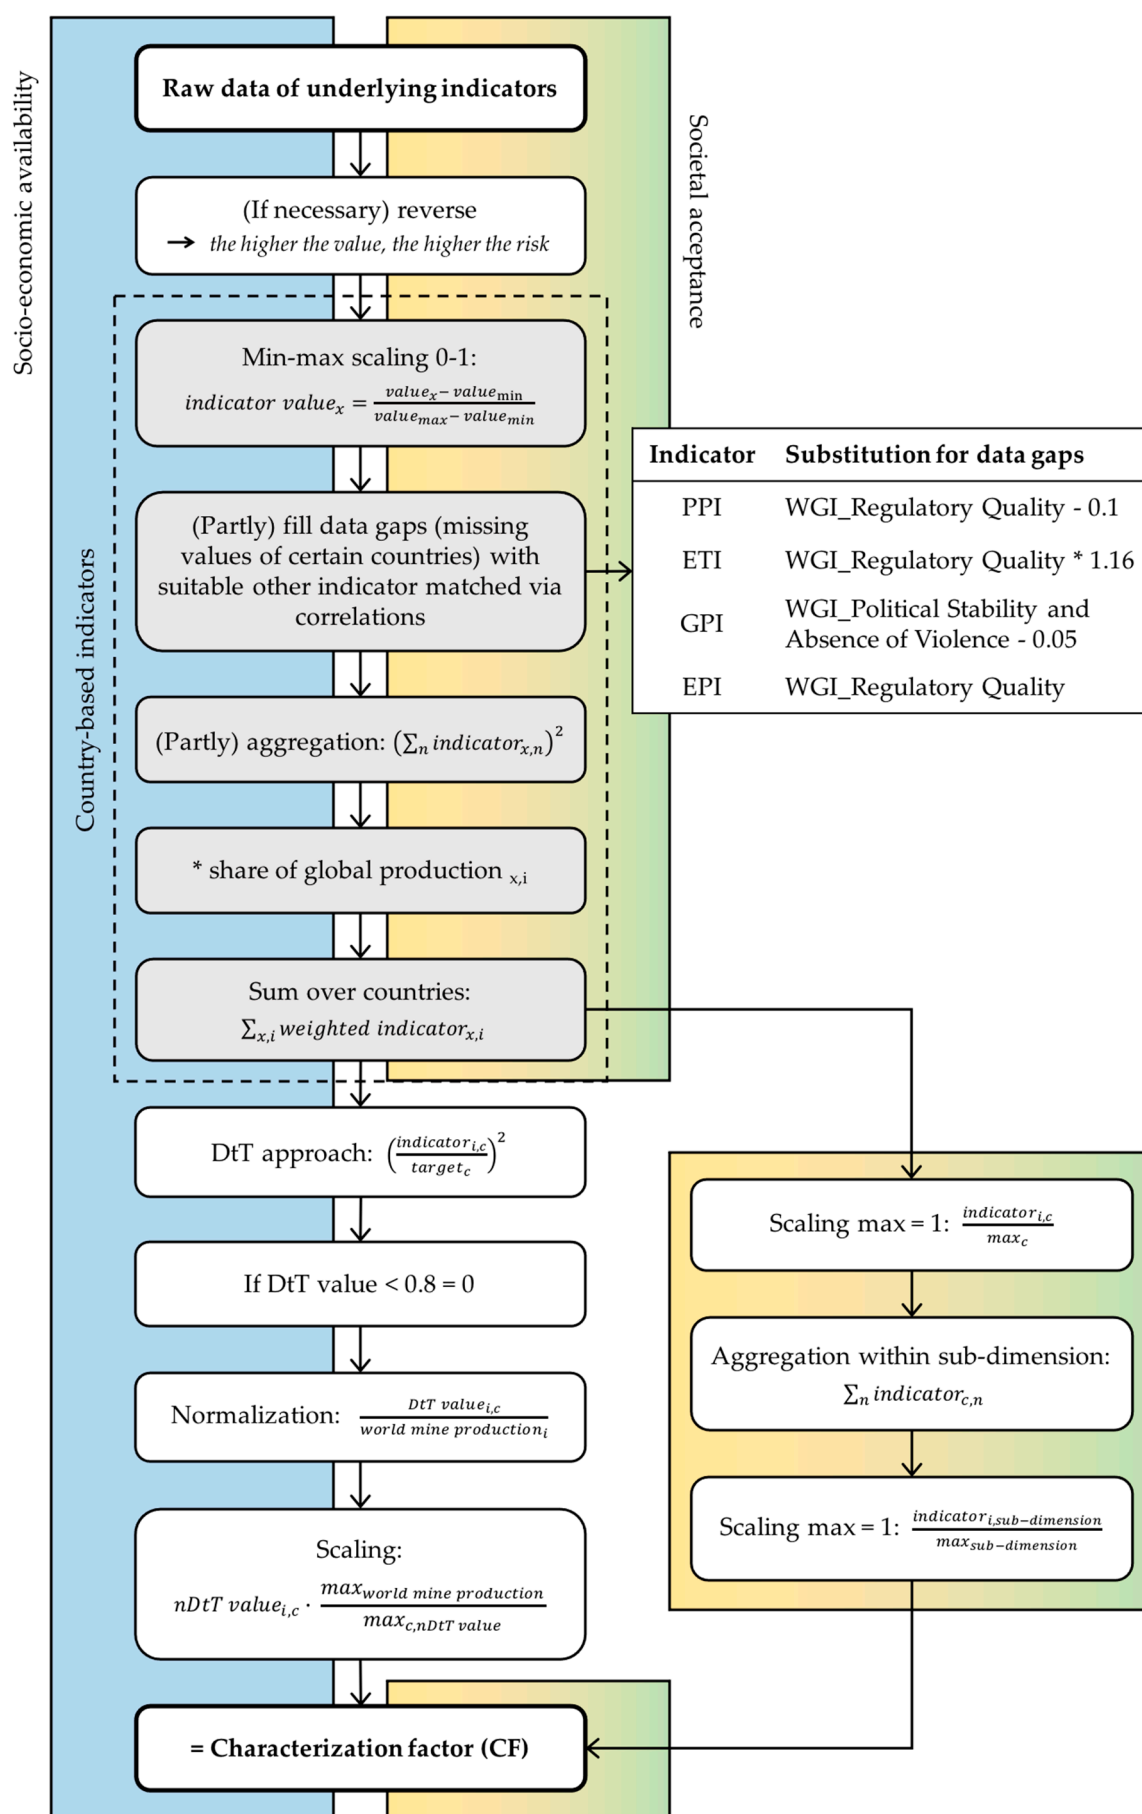 Socio-economic availability
Societal acceptance
Raw data of underlying indicators
(If necessary) reverse
→ the higher the value, the higher the risk
Country-based indicators
Min-max scaling 0-1:
indicator value_x = (value_x − value_min) / (value_max − value_min)
(Partly) fill data gaps (missing
values of certain countries) with
suitable other indicator matched via
correlations
Indicator Substitution for data gaps
PPI WGI_Regulatory Quality - 0.1
ETI WGI_Regulatory Quality * 1.16
GPI WGI_Political Stability and
Absence of Violence - 0.05
EPI WGI_Regulatory Quality
(Partly) aggregation: (∑_n indicator_x,n)²
* share of global production x,i
Sum over countries:
∑_x,i weighted indicator_x,i
DtT approach: (indicator_i,c / target_c)²
If DtT value < 0.8 = 0
Normalization: DtT value_i,c / world mine production_i
Scaling:
nDtT value_i,c · max_world mine production / max_c,nDtT value
Scaling max = 1: indicator_i,c / max_c
Aggregation within sub-dimension:
∑_n indicator_c,n
Scaling max = 1: indicator_i,sub−dimension / max_sub−dimension
= Characterization factor (CF)